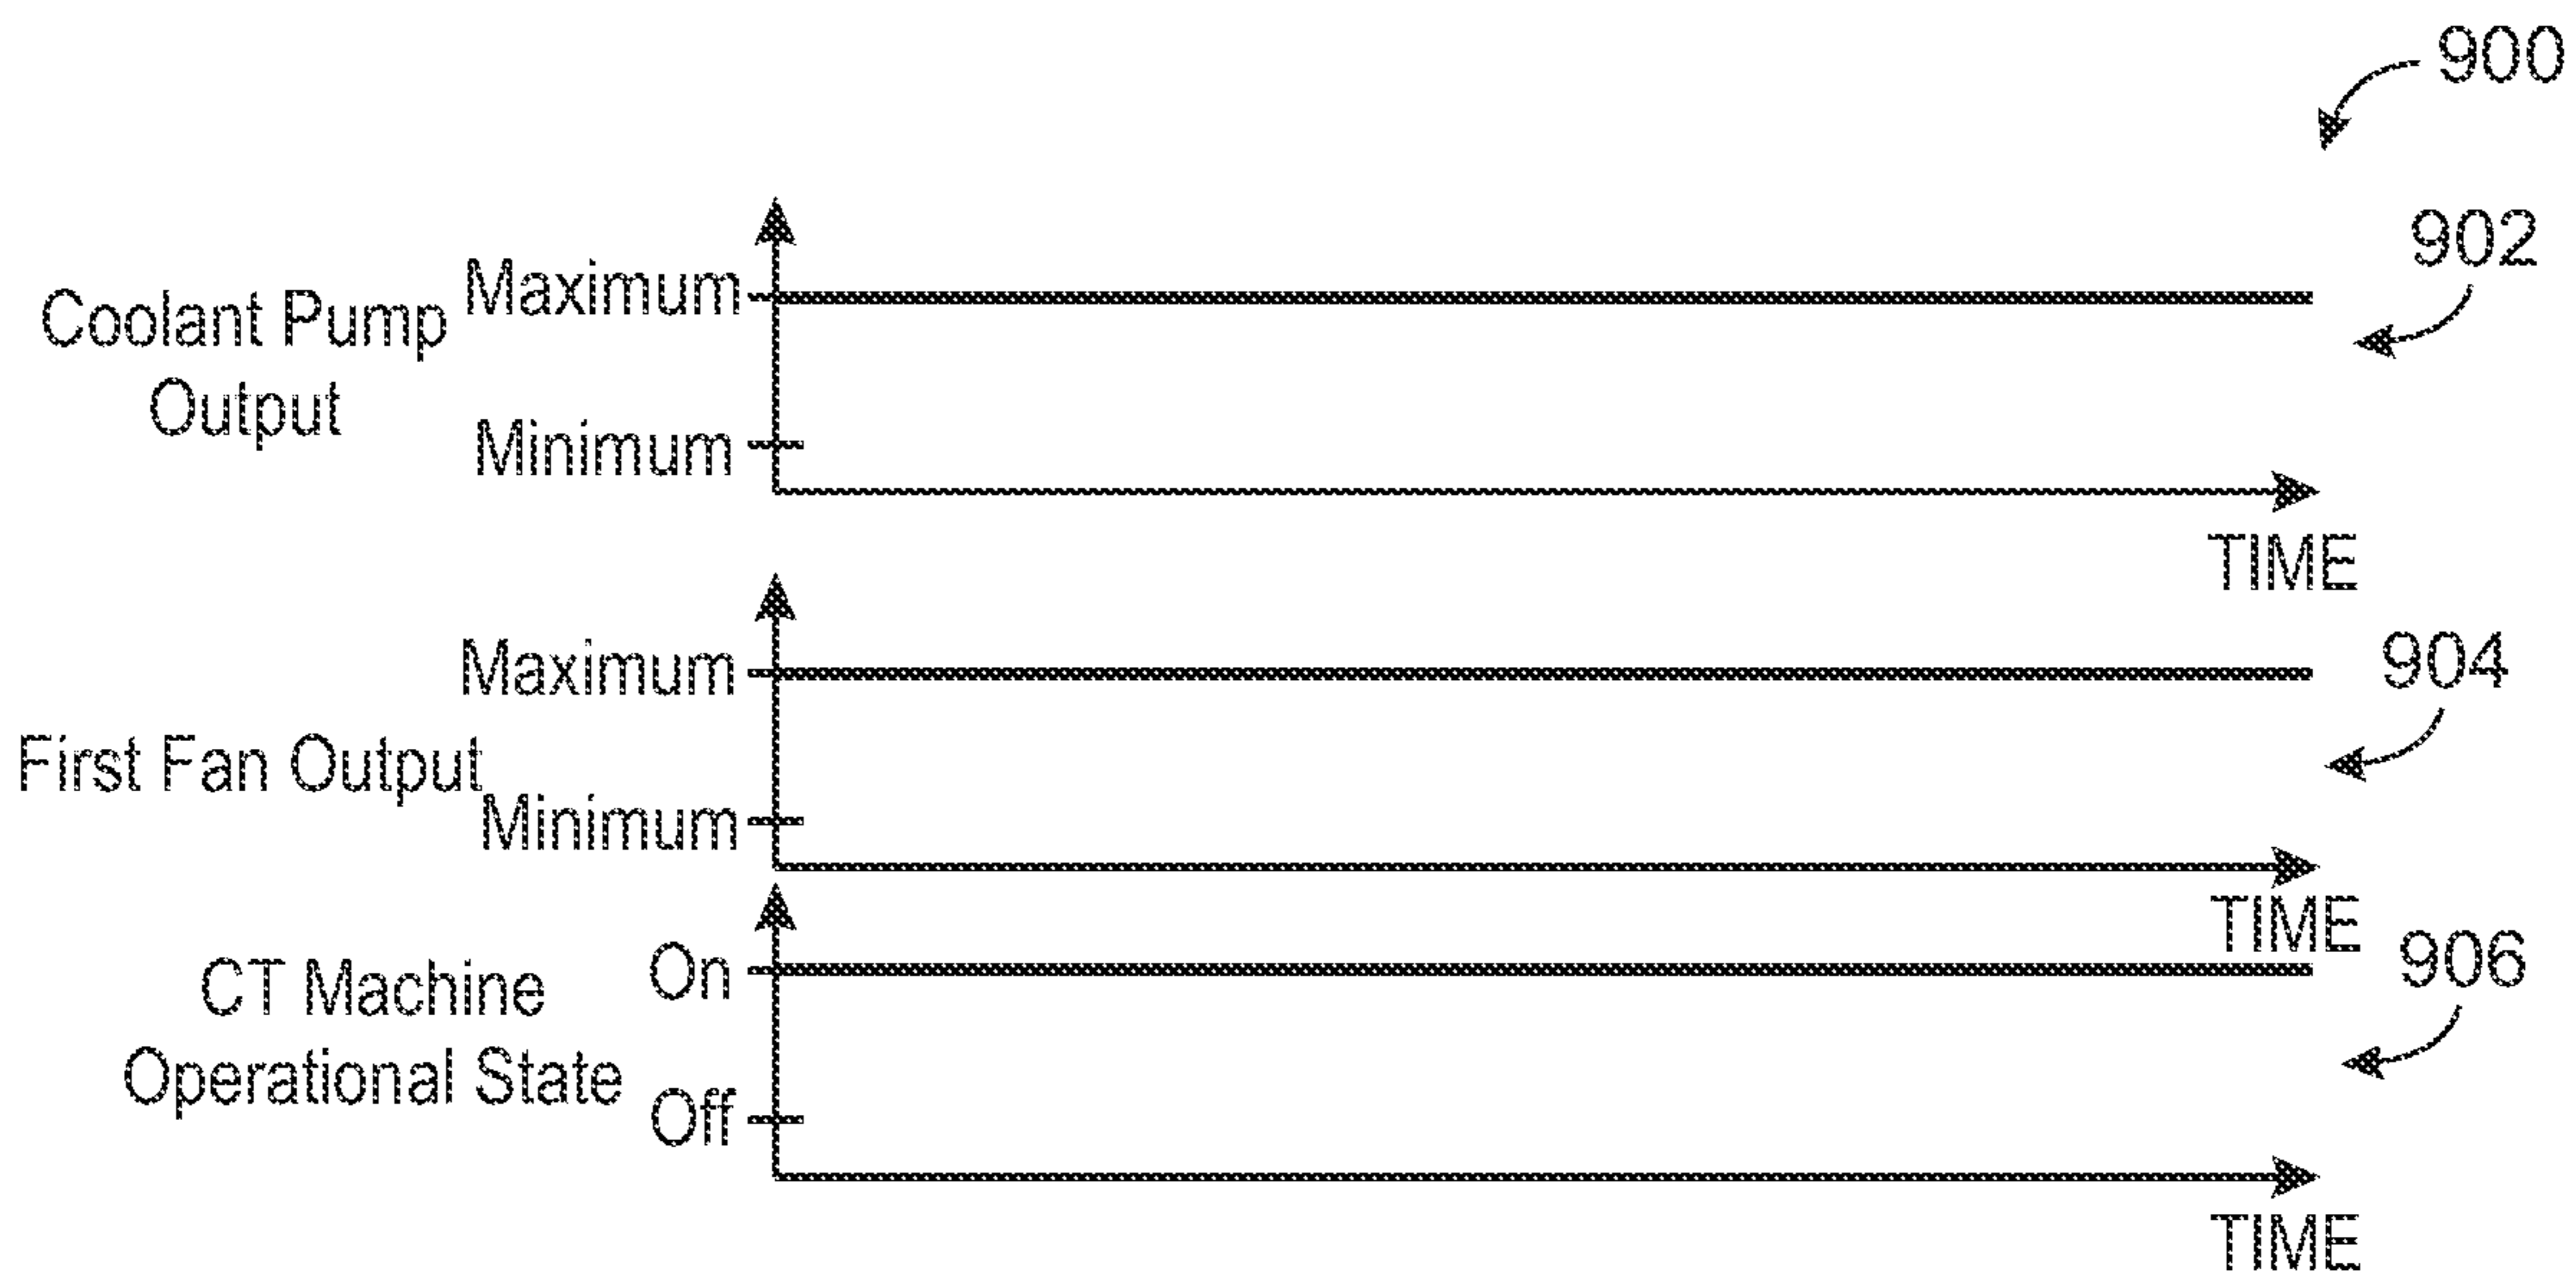 900
902
Maximum
Coolant Pump
Output
Minimum
TIME
Maximum
904
First Fan Output
Minimum
TIME
906
On
CT Machine
Operational State
Off
TIME